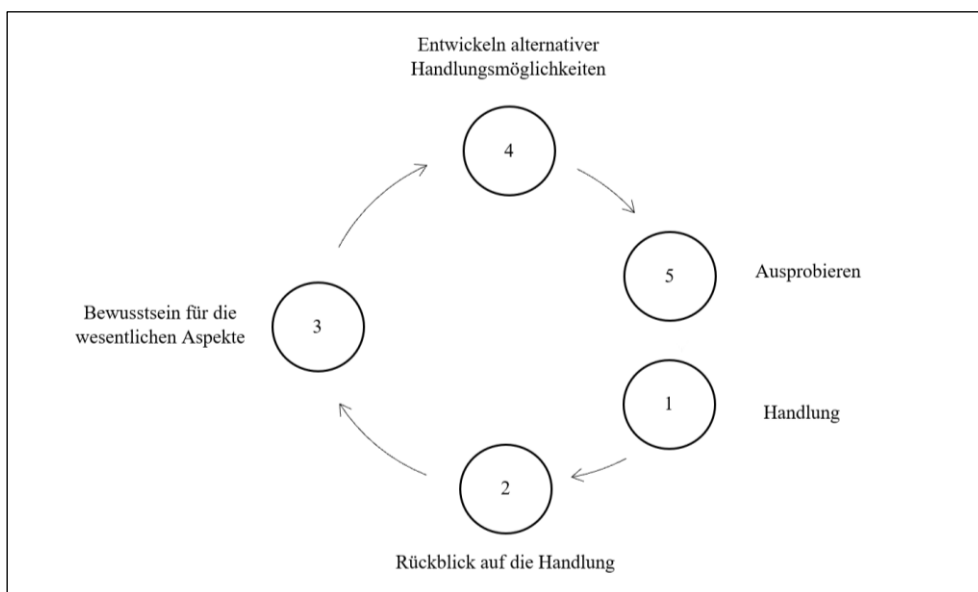 Entwickeln alternativer
Handlungsmöglichkeiten
4
5
Ausprobieren
Bewusstsein für die
wesentlichen Aspekte
3
1
Handlung
2
Rückblick auf die Handlung